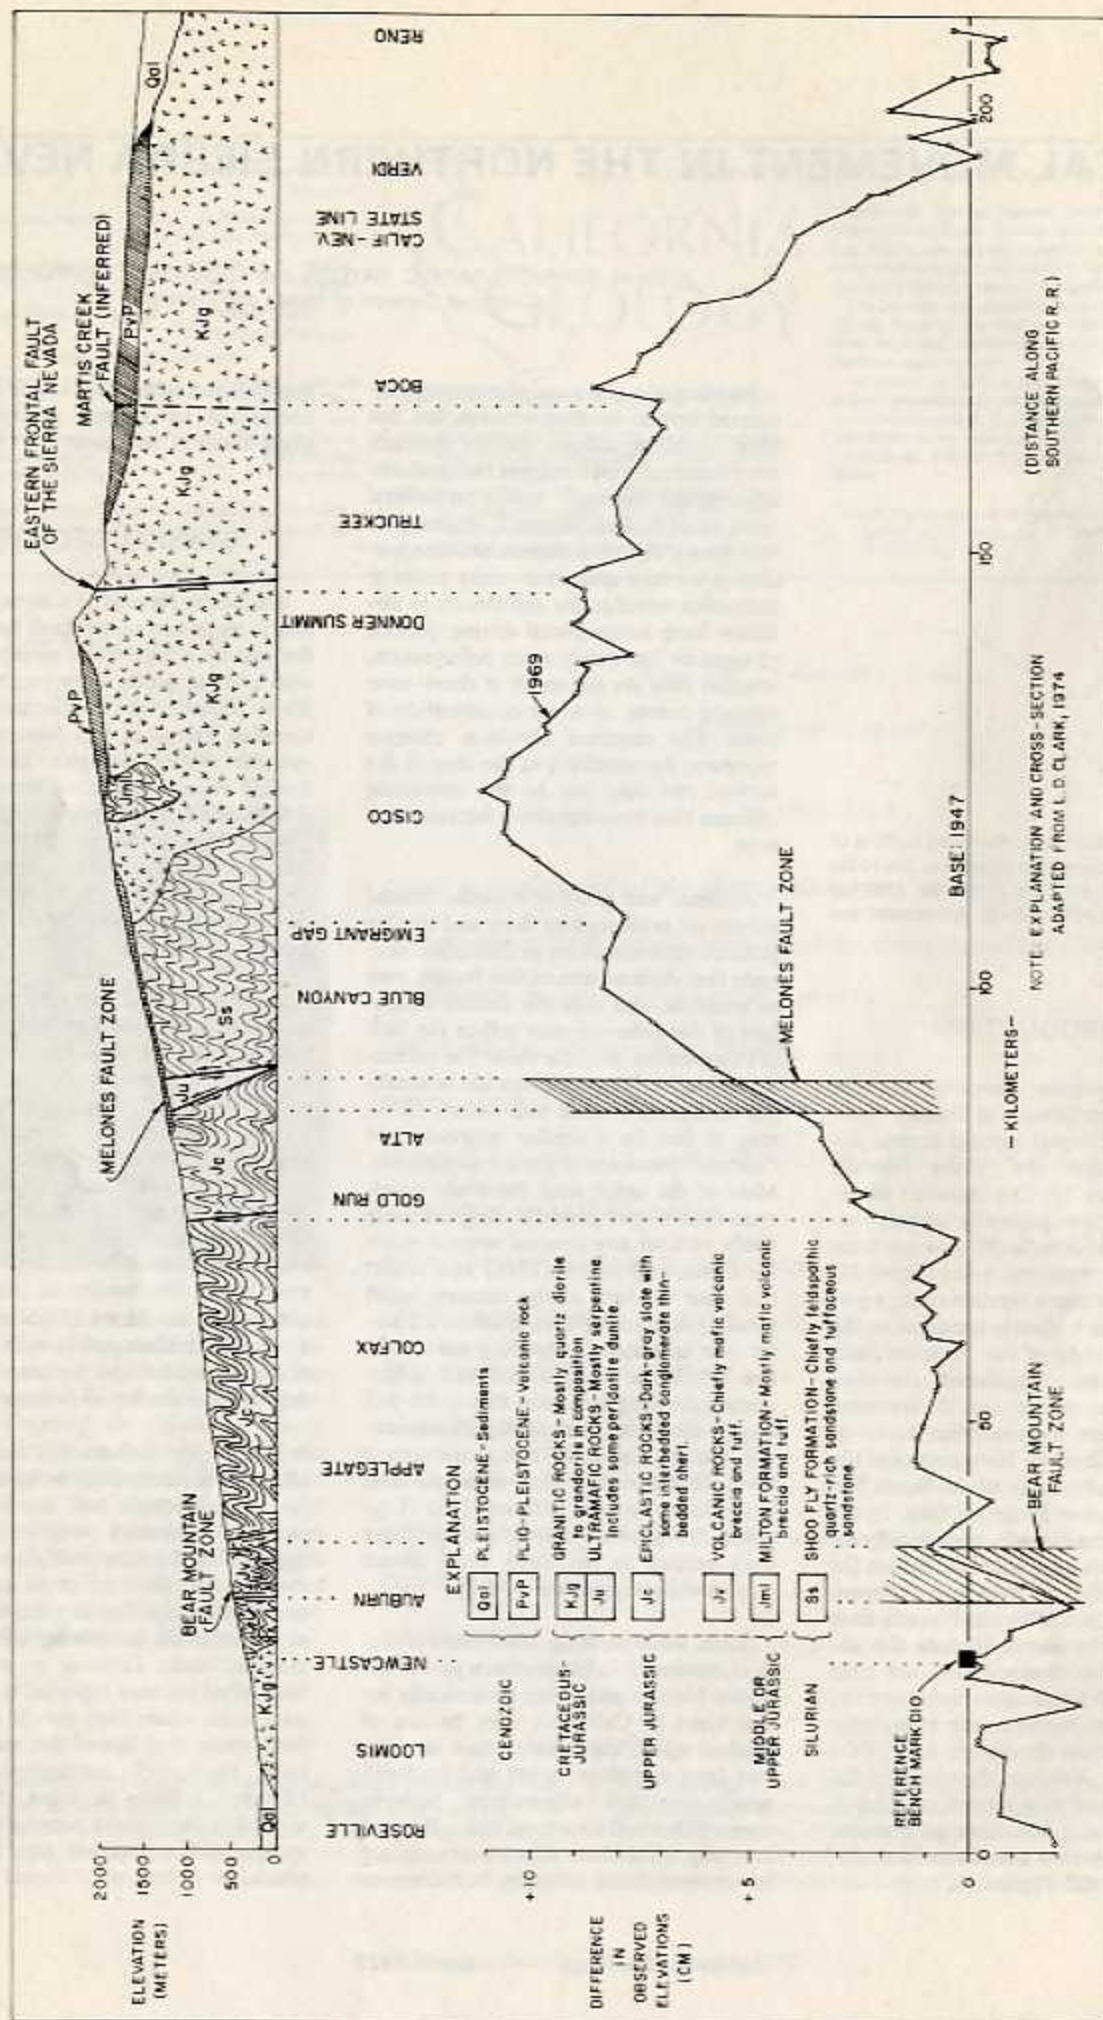 EASTERN FRONTAL FAULT
OF THE SIERRA NEVADA
MARTIS CREEK
FAULT (INFERRED)
MELONES FAULT ZONE
BEAR MOUNTAIN
FAULT ZONE
ELEVATION
(METERS)
2000
1500
1000
500
0
Qal
KJg
Jv
Jc
Jc
Ju
Ss
Jml
PvP
KJg
KJg
PvP
KJg
Qal
ROSEVILLE
LOOMIS
NEWCASTLE
AUBURN
APPLEGATE
COLFAX
GOLD RUN
ALTA
BLUE CANYON
EMIGRANT GAP
CISCO
DONNER SUMMIT
TRUCKEE
BOCA
CALIF-NEV.
STATE LINE
VERDI
RENO
EXPLANATION
CENOZOIC
Qal PLEISTOCENE-Sediments
PvP PLIO-PLEISTOCENE-Volcanic rock
CRETACEOUS-
JURASSIC
KJg GRANITIC ROCKS-Mostly quartz diorite
to grandiorite in composition
Ju ULTRAMAFIC ROCKS-Mostly serpentine
Includes some peridotite dunite.
UPPER JURASSIC
Jc EPICLASTIC ROCKS-Dark-gray slate with
some interbedded conglomerate thin-
bedded chert.
Jv VOLCANIC ROCKS-Chiefly mafic volcanic
breccia and tuff.
MIDDLE OR
UPPER JURASSIC
Jml MILTON FORMATION-Mostly mafic volcanic
breccia and tuff.
SILURIAN
Ss SHOO FLY FORMATION-Chiefly feldspathic
quartz-rich sandstone and tuffaceous
sandstone.
DIFFERENCE
IN
OBSERVED
ELEVATIONS
(CM)
+10
+5
0
1969
MELONES FAULT ZONE
BASE: 1947
REFERENCE
BENCH MARK D10
BEAR MOUNTAIN
FAULT ZONE
0
50
100
150
200
-KILOMETERS-
(DISTANCE ALONG
SOUTHERN PACIFIC R.R.)
NOTE: EXPLANATION AND CROSS-SECTION
ADAPTED FROM L.D. CLARK, 1974